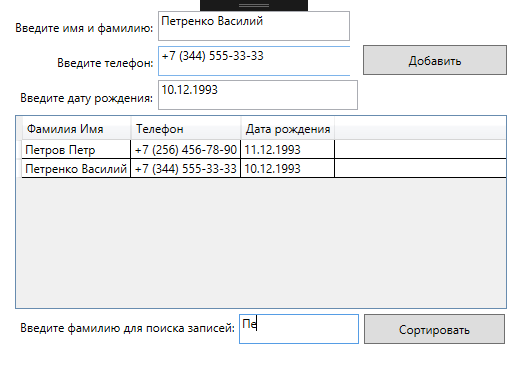 Введите имя и фамилию: Петренко Василий
Введите телефон: +7 (344) 555-33-33 Добавить
Введите дату рождения: 10.12.1993
Фамилия Имя Телефон Дата рождения
Петров Петр +7 (256) 456-78-90 11.12.1993
Петренко Василий +7 (344) 555-33-33 10.12.1993
Введите фамилию для поиска записей: Пе Сортировать